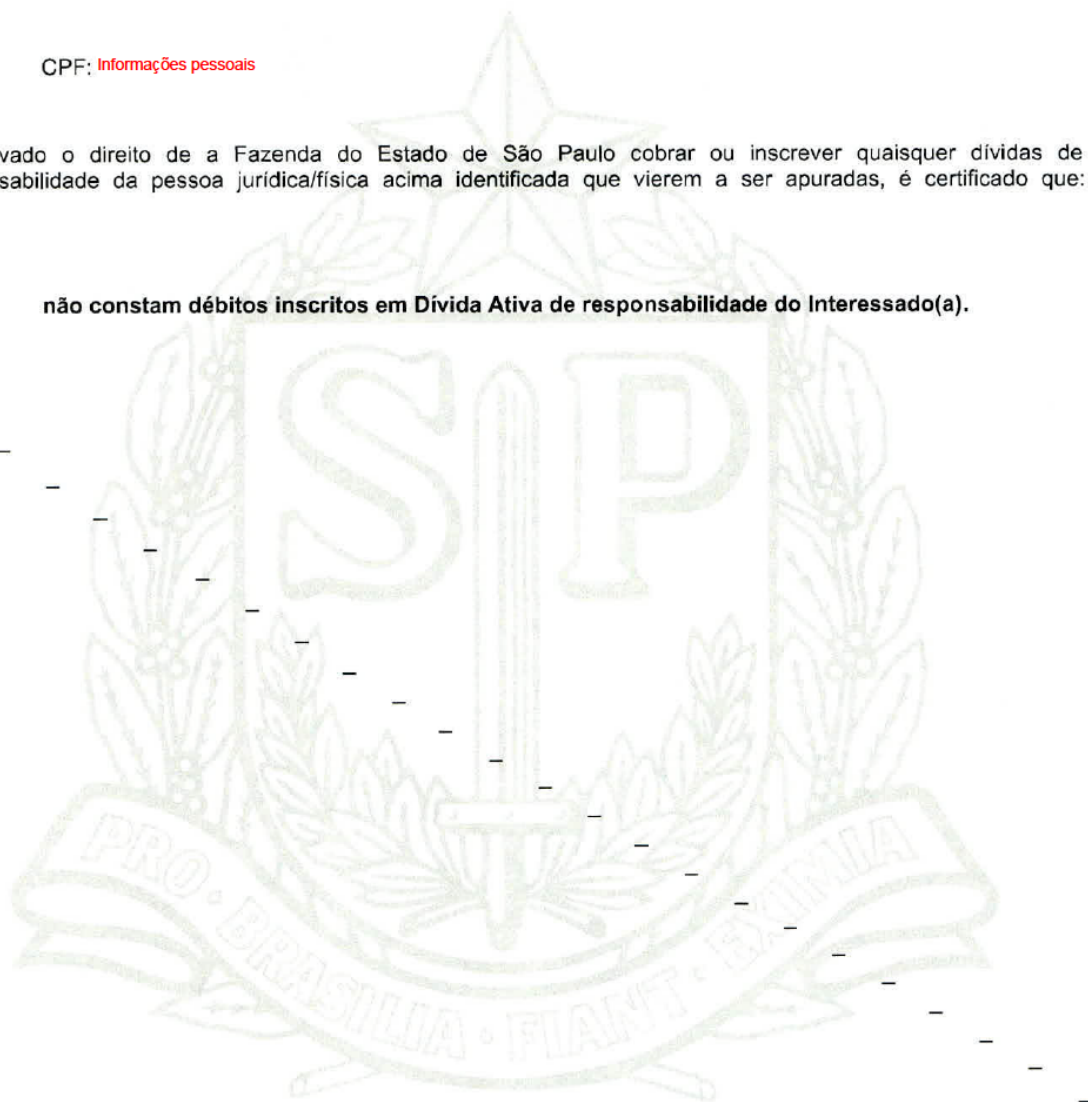 CPF: Informações pessoais
vado o direito de a Fazenda do Estado de São Paulo cobrar ou inscrever quaisquer dívidas de
sabilidade da pessoa jurídica/física acima identificada que vierem a ser apuradas, é certificado que:
não constam débitos inscritos em Dívida Ativa de responsabilidade do Interessado(a).
SP
PRO · BRASILIA · FIANT · EXIMIA